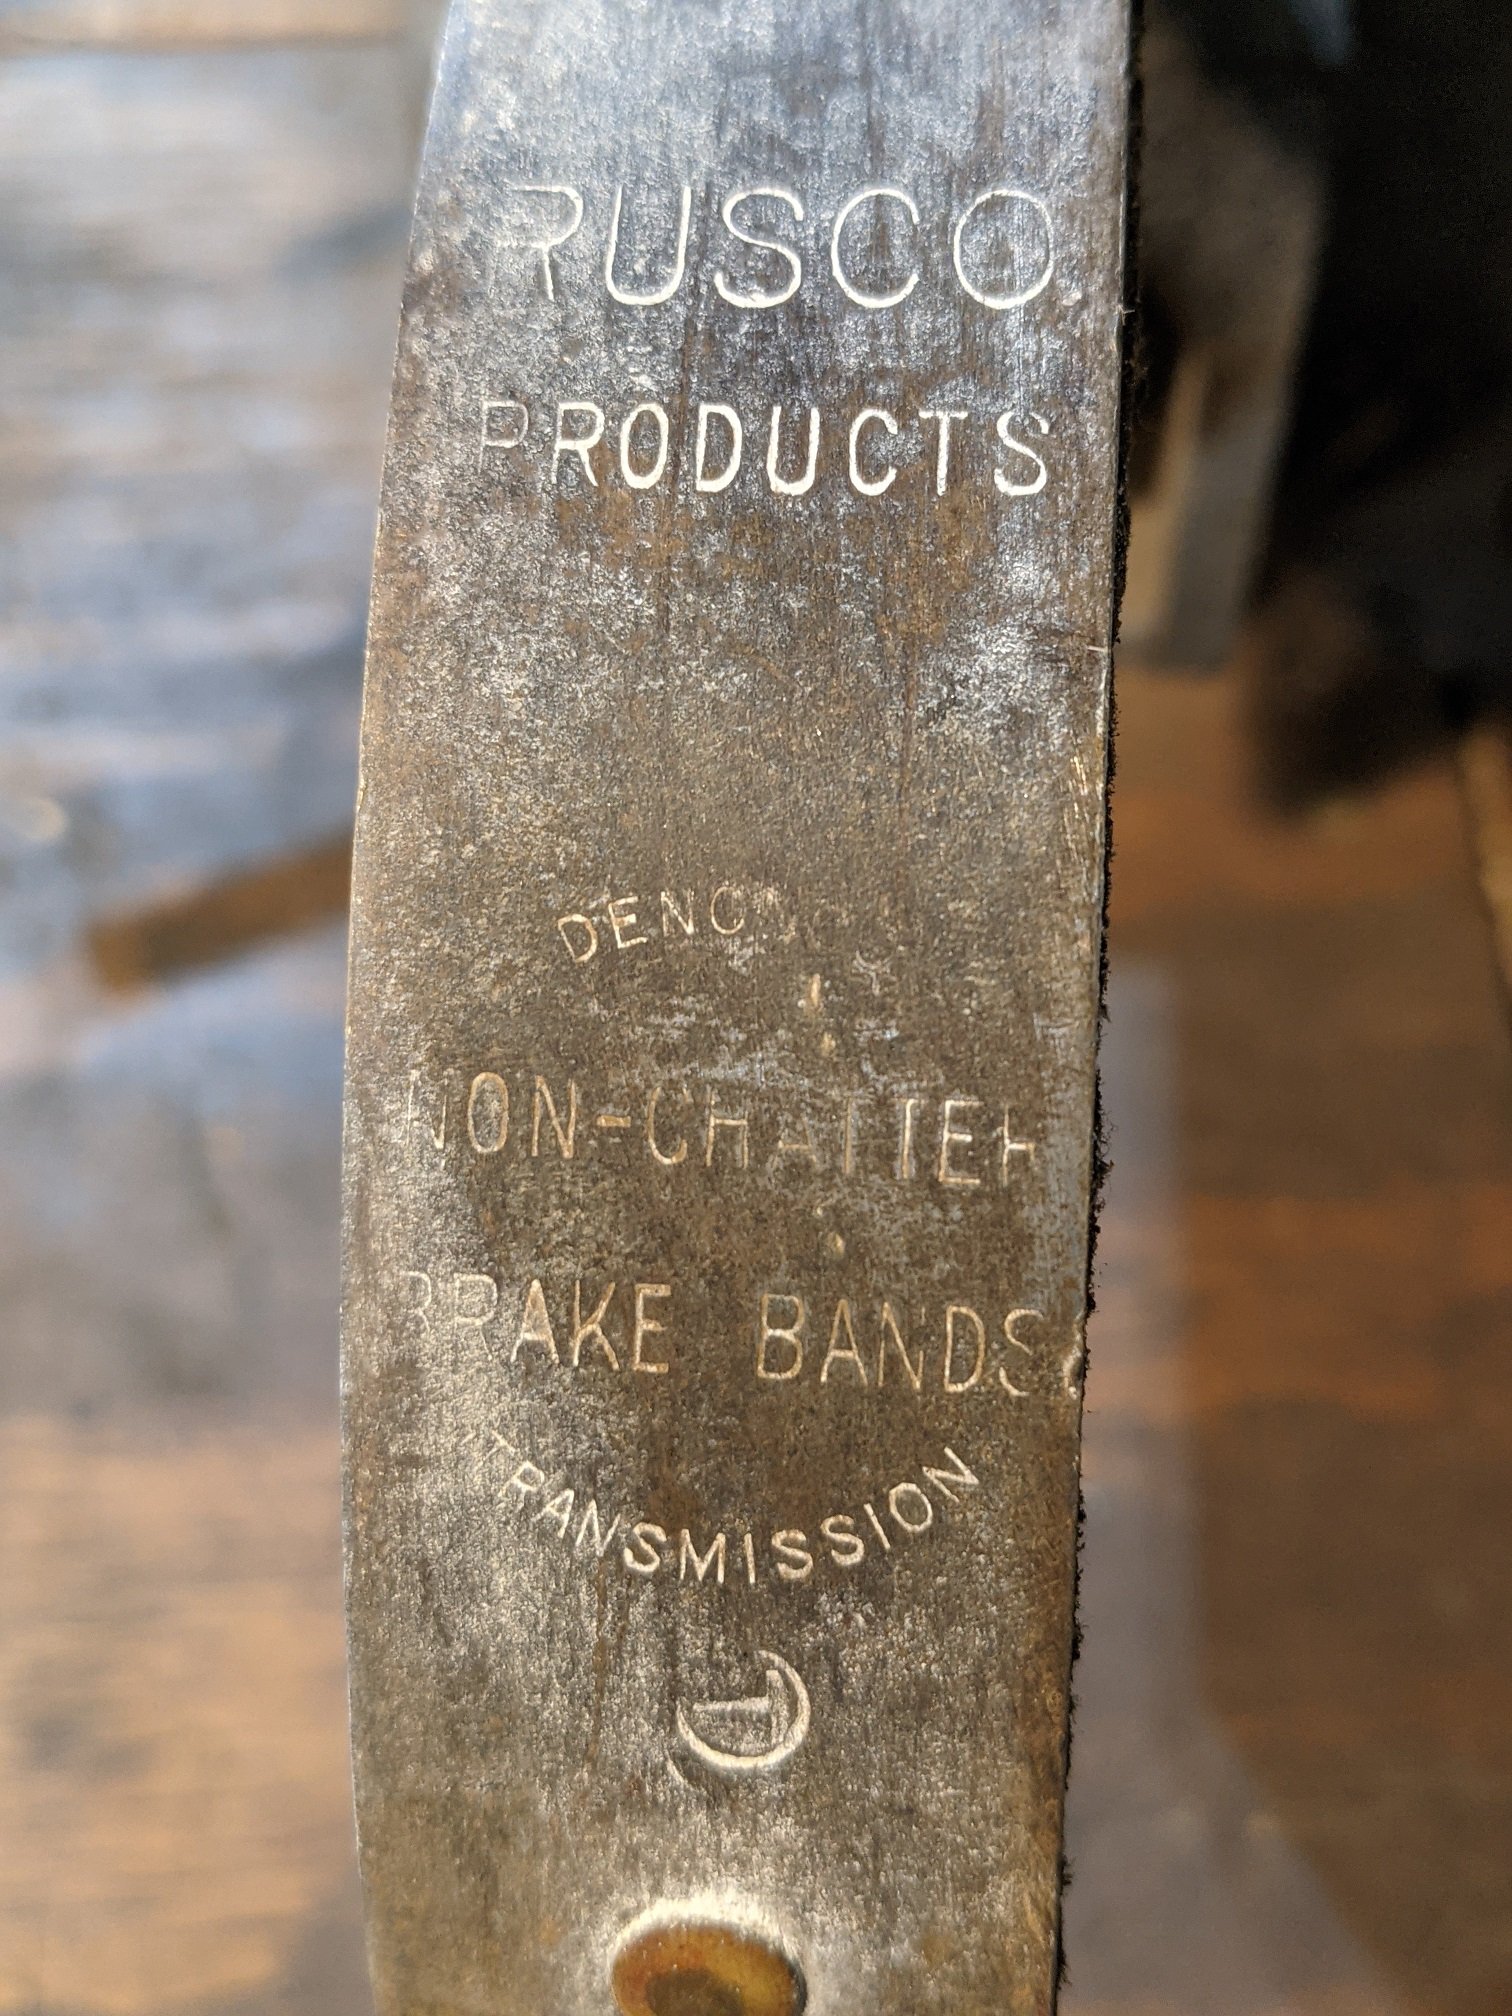 RUSCO
PRODUCTS
NON-CHATTER
BRAKE BANDS
TRANSMISSION